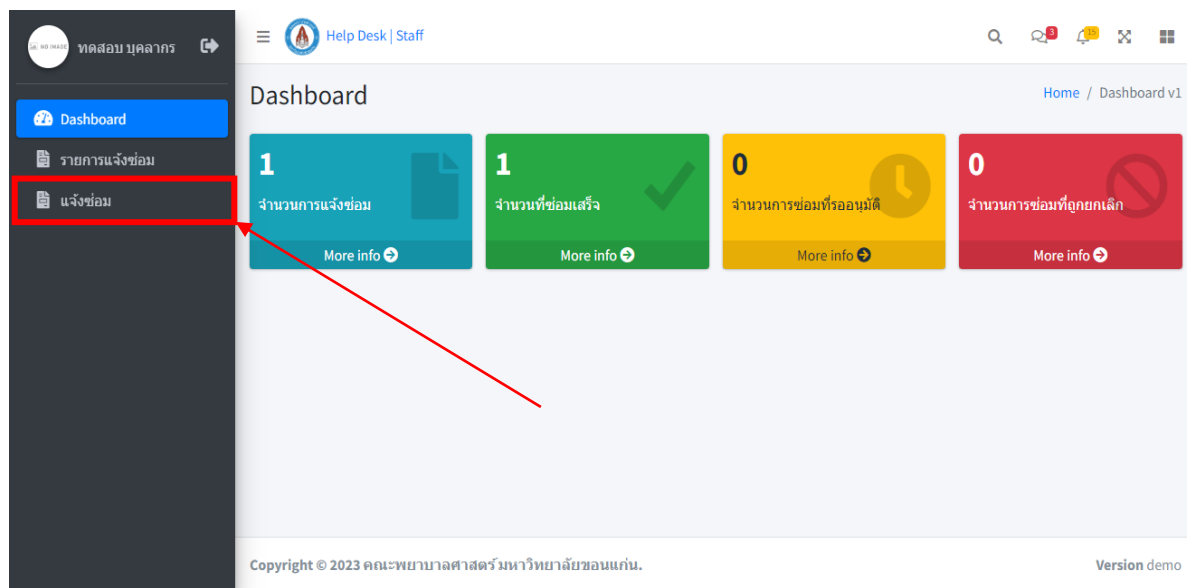 NO IMAGE
ทดสอบ บุคลากร
Help Desk | Staff
3
15
Dashboard
Home / Dashboard v1
Dashboard
รายการแจ้งซ่อม
แจ้งซ่อม
1
จำนวนการแจ้งซ่อม
More info
1
จำนวนที่ซ่อมเสร็จ
More info
0
จำนวนการซ่อมที่รออนุมัติ
More info
0
จำนวนการซ่อมที่ถูกยกเลิก
More info
Copyright © 2023 คณะพยาบาลศาสตร์ มหาวิทยาลัยขอนแก่น.
Version demo